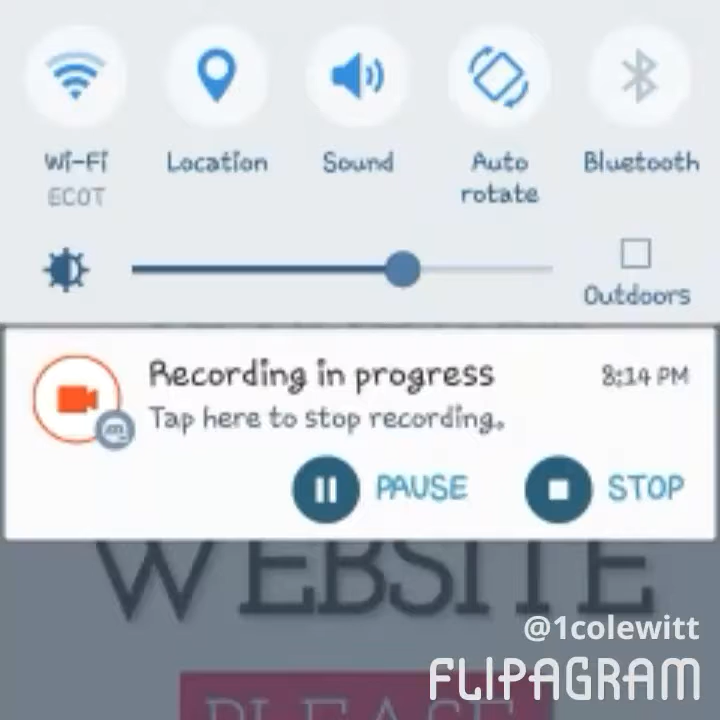 Wi-Fi Location Sound Auto rotate Bluetooth
ECOT
Outdoors
Recording in progress 8:14 PM
Tap here to stop recording.
PAUSE STOP
WEBSITE
@1colewitt
FLIPAGRAM
PLEASE